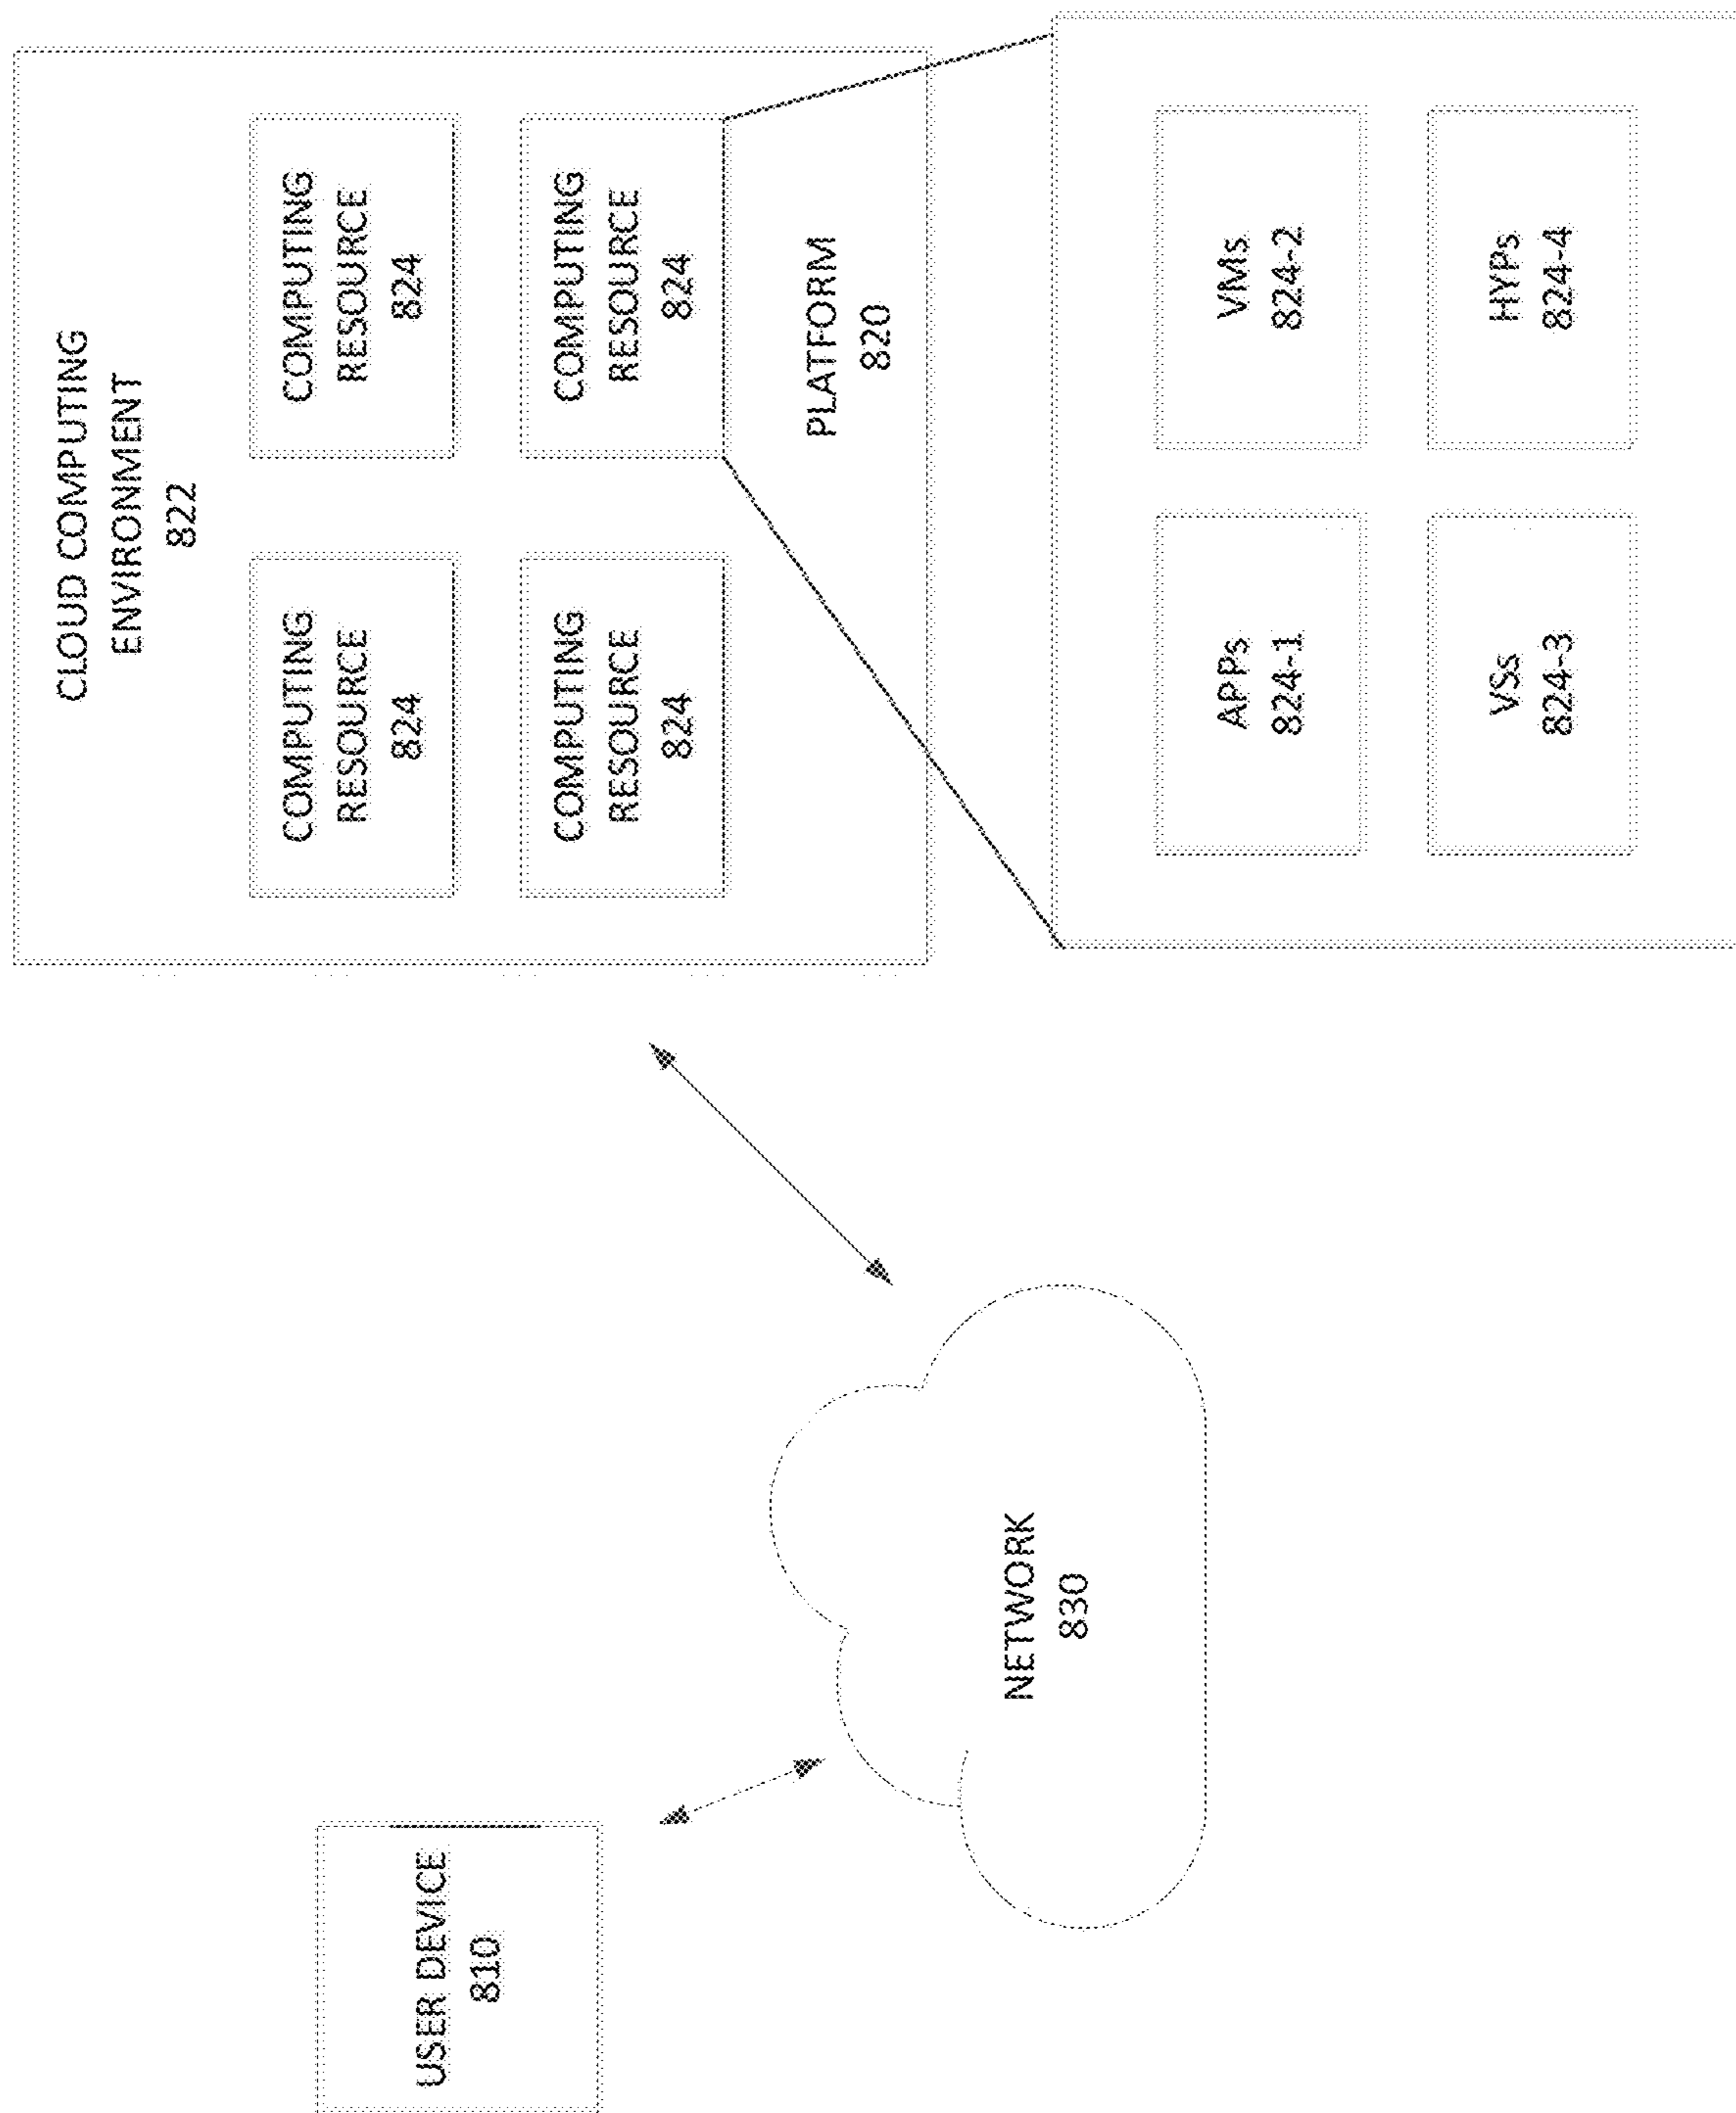 CLOUD COMPUTING
ENVIRONMENT
822
COMPUTING
RESOURCE
824
COMPUTING
RESOURCE
824
COMPUTING
RESOURCE
824
COMPUTING
RESOURCE
824
PLATFORM
820
USER DEVICE
810
NETWORK
830
APPs
824-1
VMs
824-2
VSs
824-3
HYPs
824-4